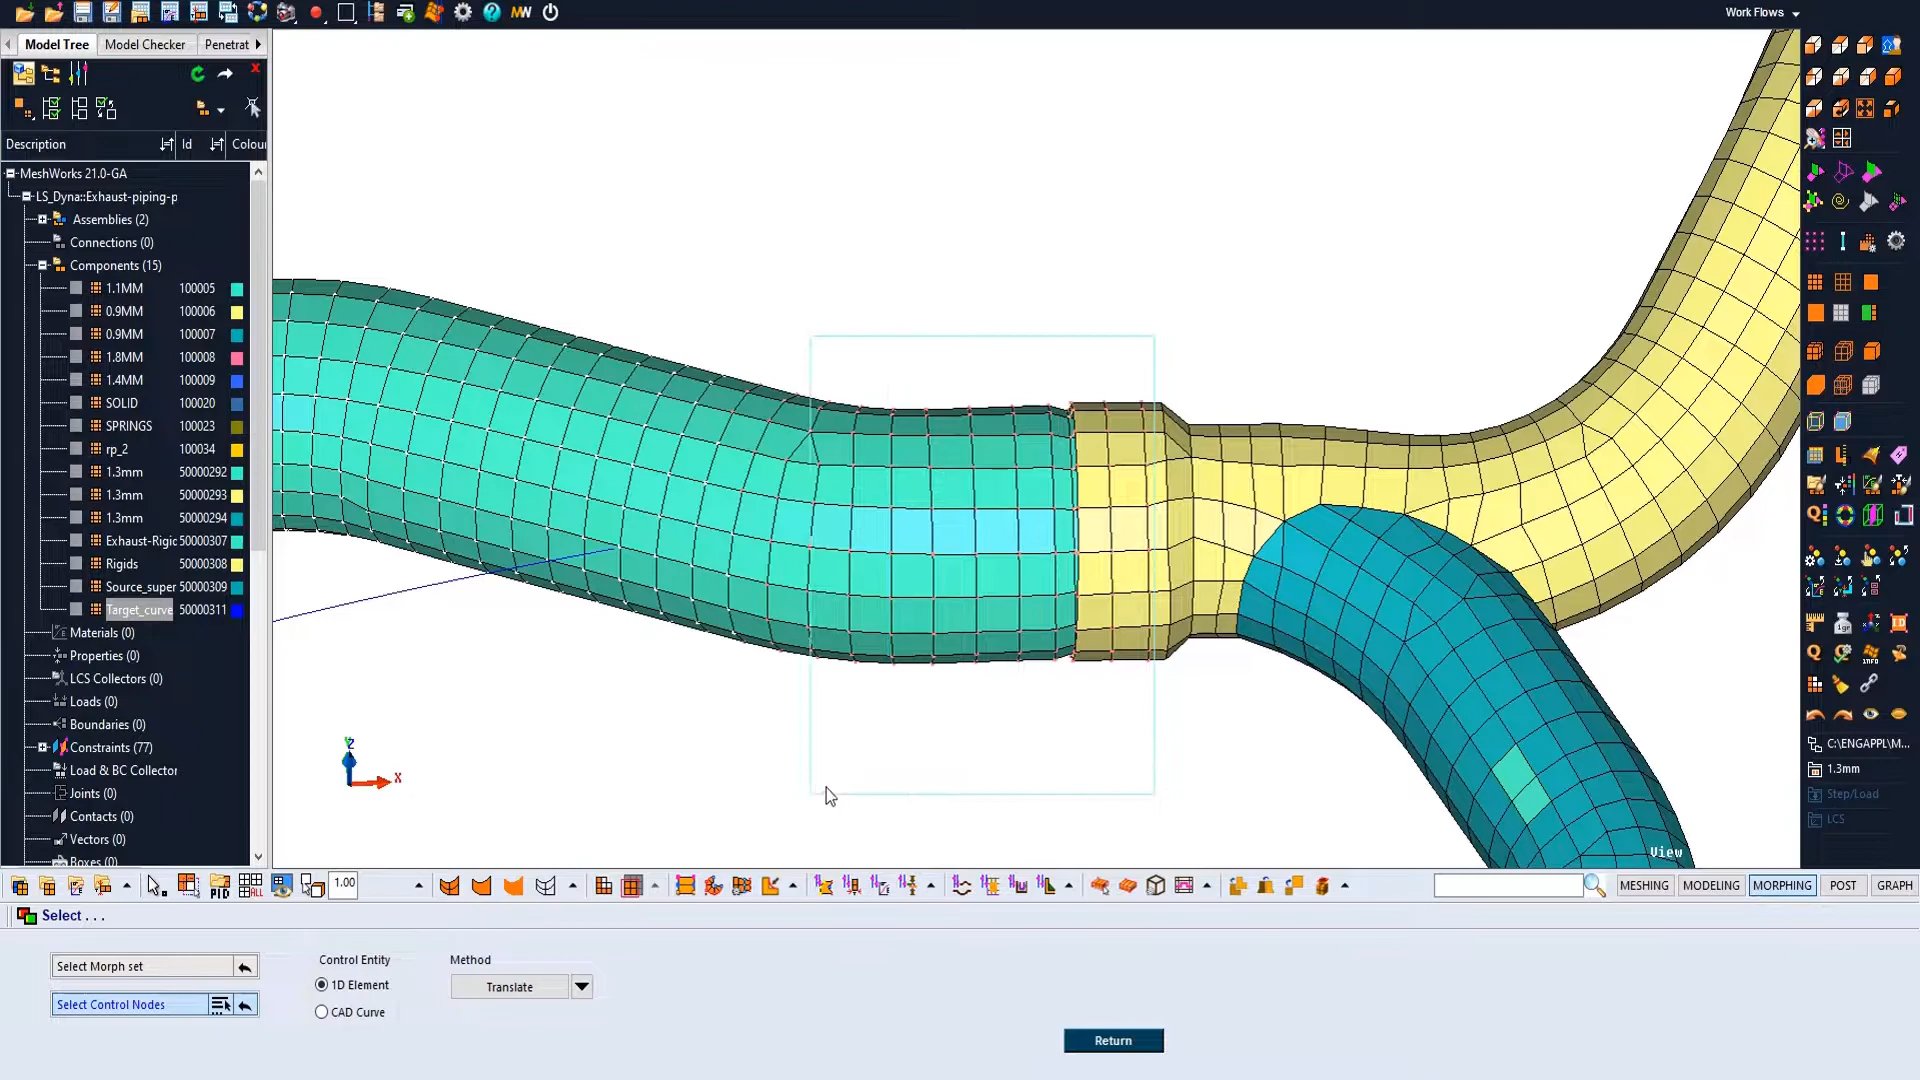 MW
Work Flows
Model Tree
Model Checker
Penetrat
Description
Id
Colou
MeshWorks 21.0-GA
LS_Dyna::Exhaust-piping-p
Assemblies (2)
Connections (0)
Components (15)
1.1MM 100005
0.9MM 100006
0.9MM 100007
1.8MM 100008
1.4MM 100009
SOLID 100020
SPRINGS 100023
rp_2 100034
1.3mm 50000292
1.3mm 50000293
1.3mm 50000294
Exhaust-Rigid 50000307
Rigids 50000308
Source_super 50000309
Target_curve 50000311
Materials (0)
Properties (0)
LCS Collectors (0)
Loads (0)
Boundaries (0)
Constraints (77)
Load & BC Collector
Joints (0)
Contacts (0)
Vectors (0)
Boxes (0)
Z
X
View
C:\ENGAPPL\M...
1.3mm
Step/Load
LCS
1.00
MESHING
MODELING
MORPHING
POST
GRAPH
Select . . .
Select Morph set
Select Control Nodes
Control Entity
1D Element
CAD Curve
Method
Translate
Return